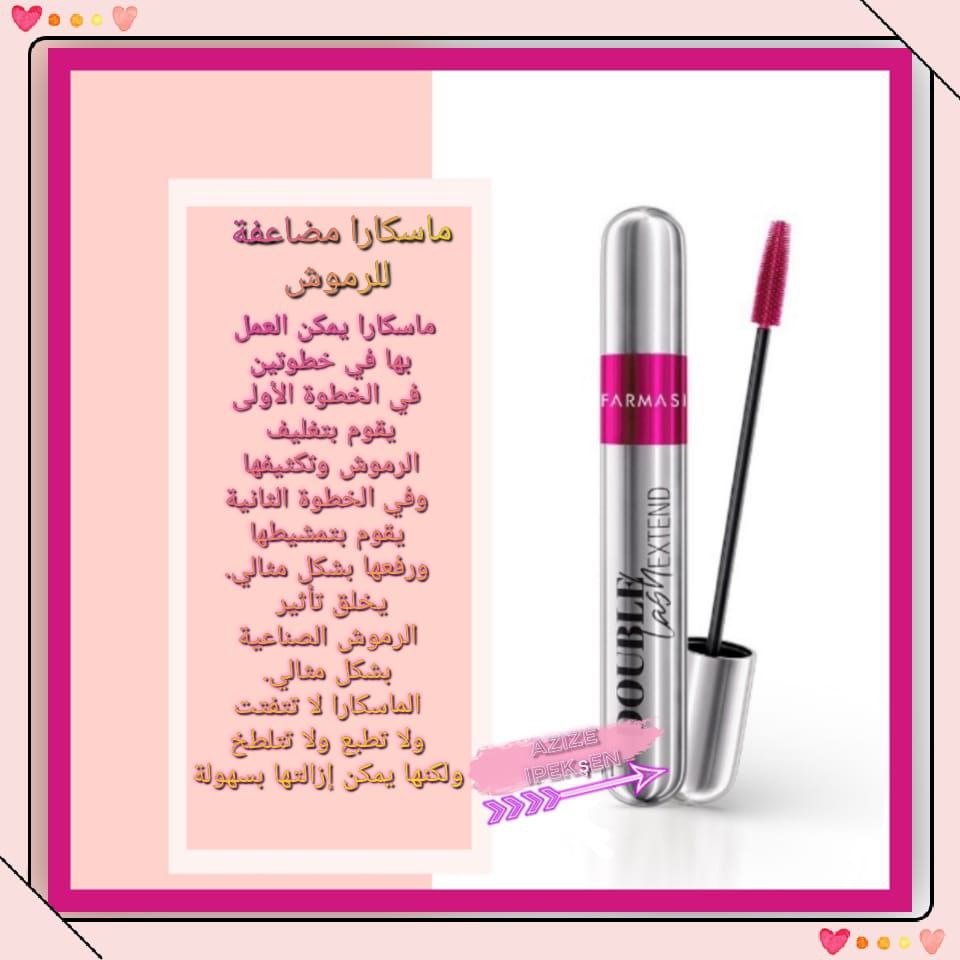 ماسكارا مضاعفة
للرموش
ماسكارا يمكن العمل
بها في خطوتين
في الخطوة الأولى
يقوم بتغليف
الرموش وتكثيفها
وفي الخطوة الثانية
يقوم بتمشيطها
ورفعها بشكل مثالي.
يخلق تأثير
الرموش الصناعية
بشكل مثالي.
الماسكارا لا تتفتت
ولا تطبع ولا تتلطخ
ولكنها يمكن إزالتها بسهولة
FARMASI
DOUBLE
lash EXTEND
AZIZE
IPEKŞEN